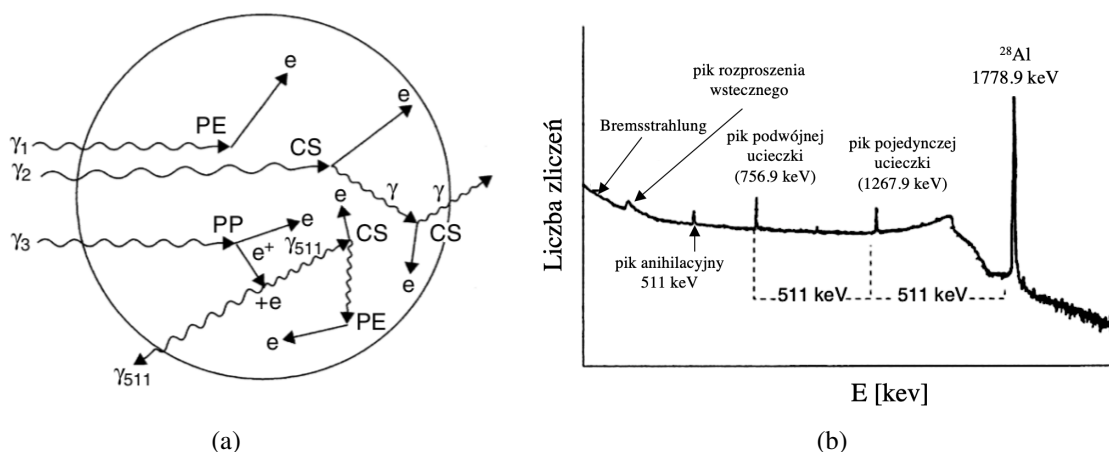 e
e
PE
γ1
CS
γ2
γ
γ
e
PP
e
CS
CS
γ3
e⁺
γ511
+e
e
PE
e
γ511
(a)
Liczba zliczeń
28Al
1778.9 keV
pik rozproszenia
wstecznego
Bremsstrahlung
pik podwójnej
ucieczki
(756.9 keV)
pik pojedynczej
ucieczki
(1267.9 keV)
pik anihilacyjny
511 keV
511 keV
511 keV
E [kev]
(b)